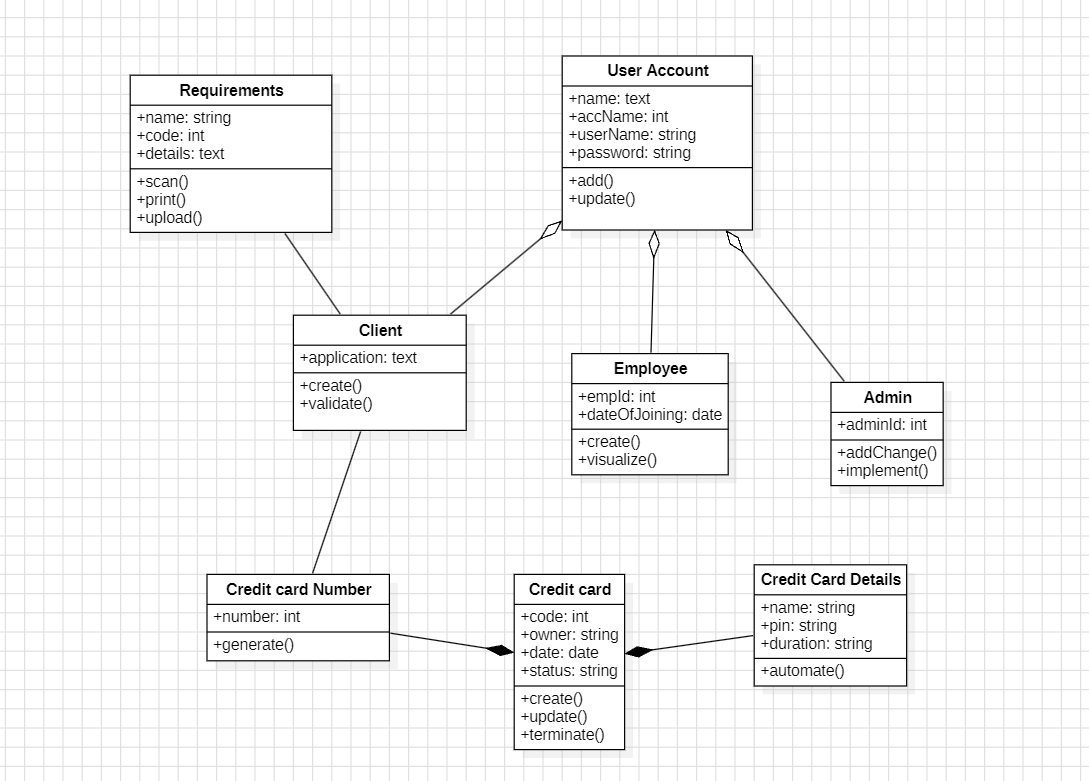 Requirements
+name: string
+code: int
+details: text
+scan()
+print()
+upload()
User Account
+name: text
+accName: int
+userName: string
+password: string
+add()
+update()
Client
+application: text
+create()
+validate()
Employee
+empId: int
+dateOfJoining: date
+create()
+visualize()
Admin
+adminId: int
+addChange()
+implement()
Credit card Number
+number: int
+generate()
Credit card
+code: int
+owner: string
+date: date
+status: string
+create()
+update()
+terminate()
Credit Card Details
+name: string
+pin: string
+duration: string
+automate()